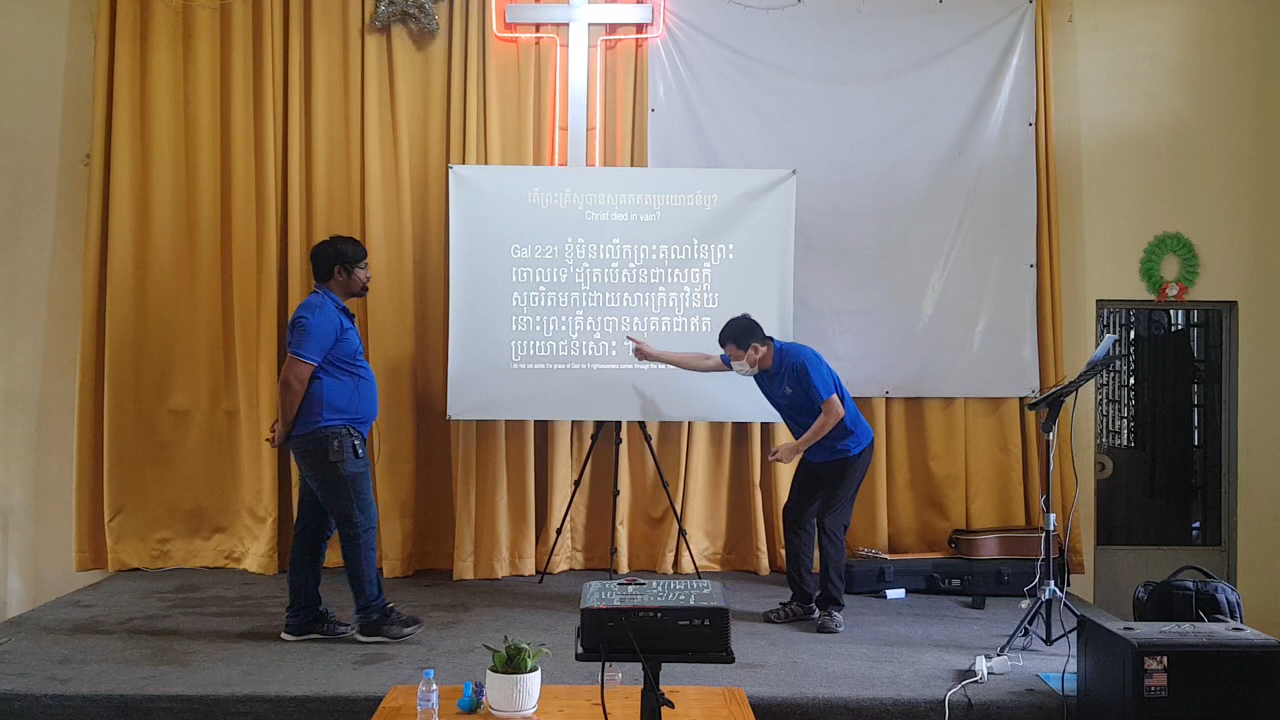 តើព្រះគ្រីស្ទបានសុគតឥតប្រយោជន៍ឬ?
Christ died in vain?
Gal 2:21 ខ្ញុំមិនលើកព្រះគុណនៃព្រះ
ចោលទេ ដ្បិតបើសិនជាសេចក្តី
សុចរិតមកដោយសារក្រិត្យវិន័យ
នោះព្រះគ្រីស្ទបានសុគតជាឥត
ប្រយោជន៍សោះ ។
I do not set aside the grace of God for if righteousness comes through the law,